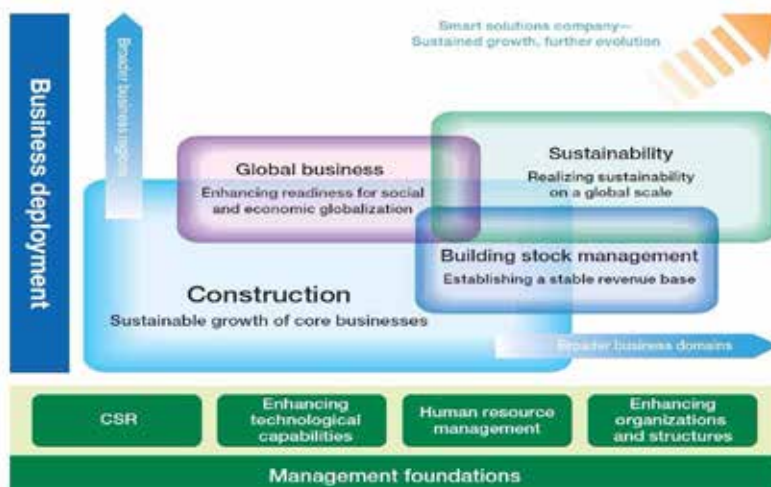 Smart solutions company—
Sustained growth, further evolution
Business deployment
Broader business regions
Global business
Enhancing readiness for social
and economic globalization
Sustainability
Realizing sustainability
on a global scale
Building stock management
Establishing a stable revenue base
Construction
Sustainable growth of core businesses
Broader business domains
CSR
Enhancing
technological
capabilities
Human resource
management
Enhancing
organizations
and structures
Management foundations